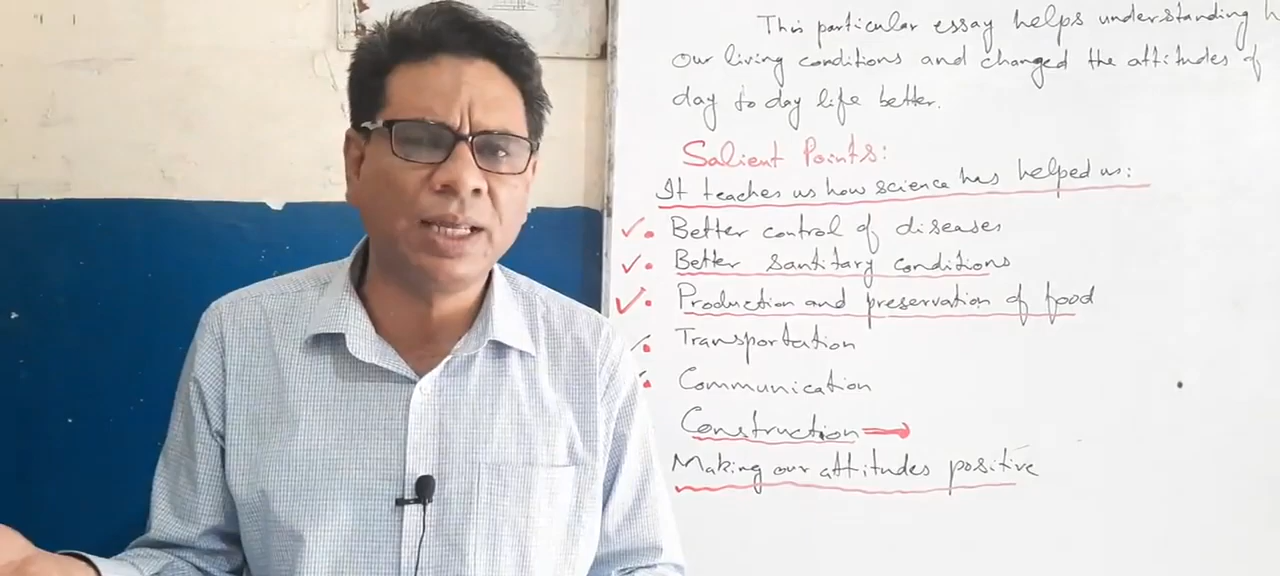 This particular essay helps understanding h
our living conditions and changed the attitudes of
day to day life better.
Salient Points:
It teaches us how science has helped us:
Better control of diseases
Better santitary conditions
Production and preservation of food
Transportation
Communication
Construction
Making our attitudes positive